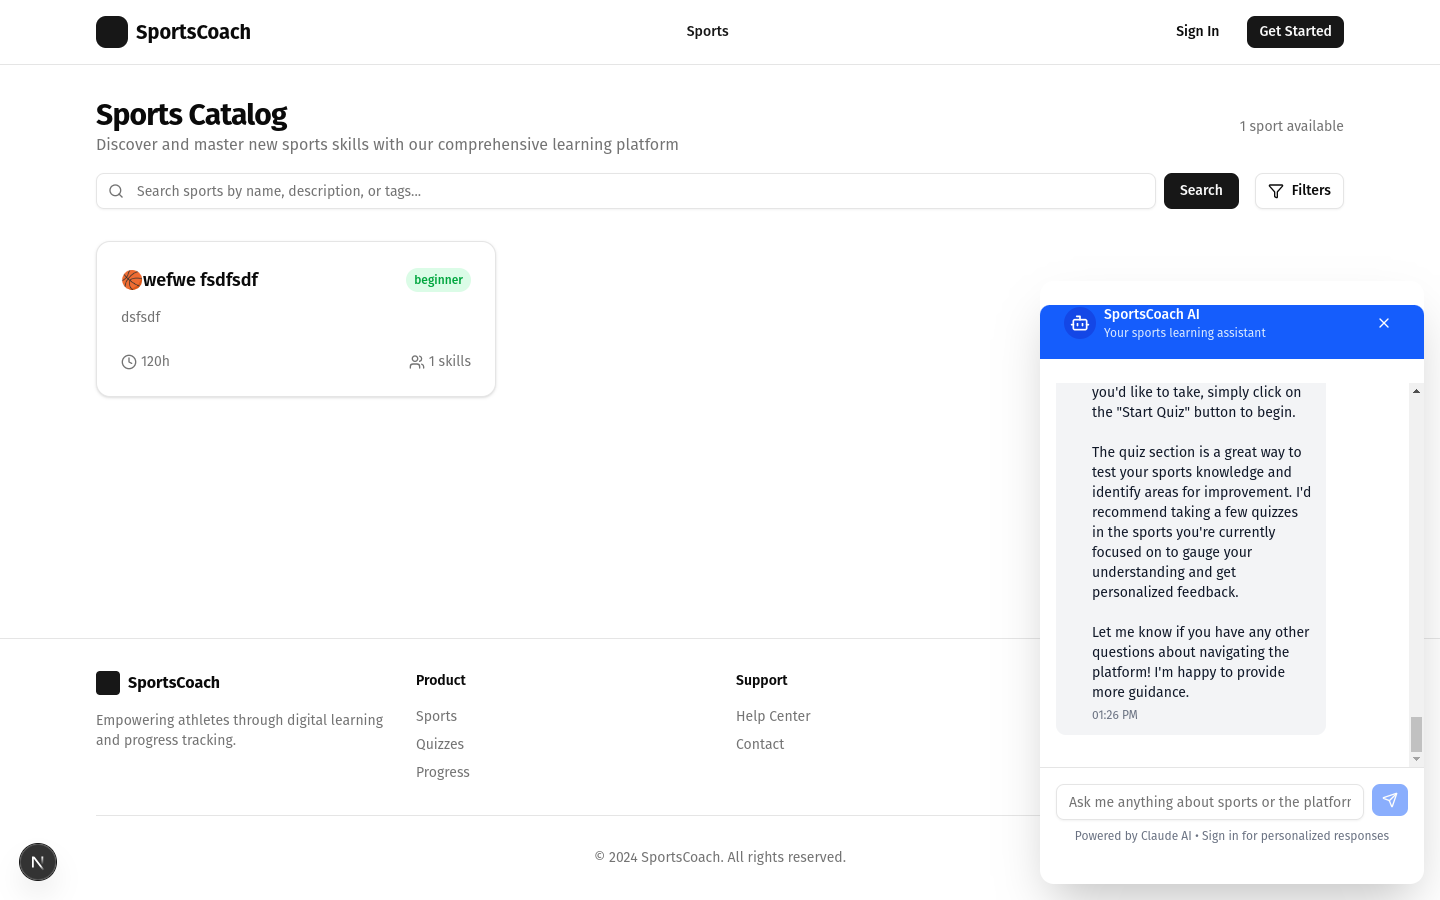 SportsCoach
Sports
Sign In
Get Started
Sports Catalog
Discover and master new sports skills with our comprehensive learning platform
1 sport available
Search sports by name, description, or tags...
Search
Filters
wefwe fsdfsdf
beginner
dsfsdf
120h
1 skills
SportsCoach AI
Your sports learning assistant
you'd like to take, simply click on
the "Start Quiz" button to begin.
The quiz section is a great way to
test your sports knowledge and
identify areas for improvement. I'd
recommend taking a few quizzes
in the sports you're currently
focused on to gauge your
understanding and get
personalized feedback.
Let me know if you have any other
questions about navigating the
platform! I'm happy to provide
more guidance.
01:26 PM
Ask me anything about sports or the platfor
Powered by Claude AI • Sign in for personalized responses
SportsCoach
Empowering athletes through digital learning
and progress tracking.
Product
Sports
Quizzes
Progress
Support
Help Center
Contact
© 2024 SportsCoach. All rights reserved.
N